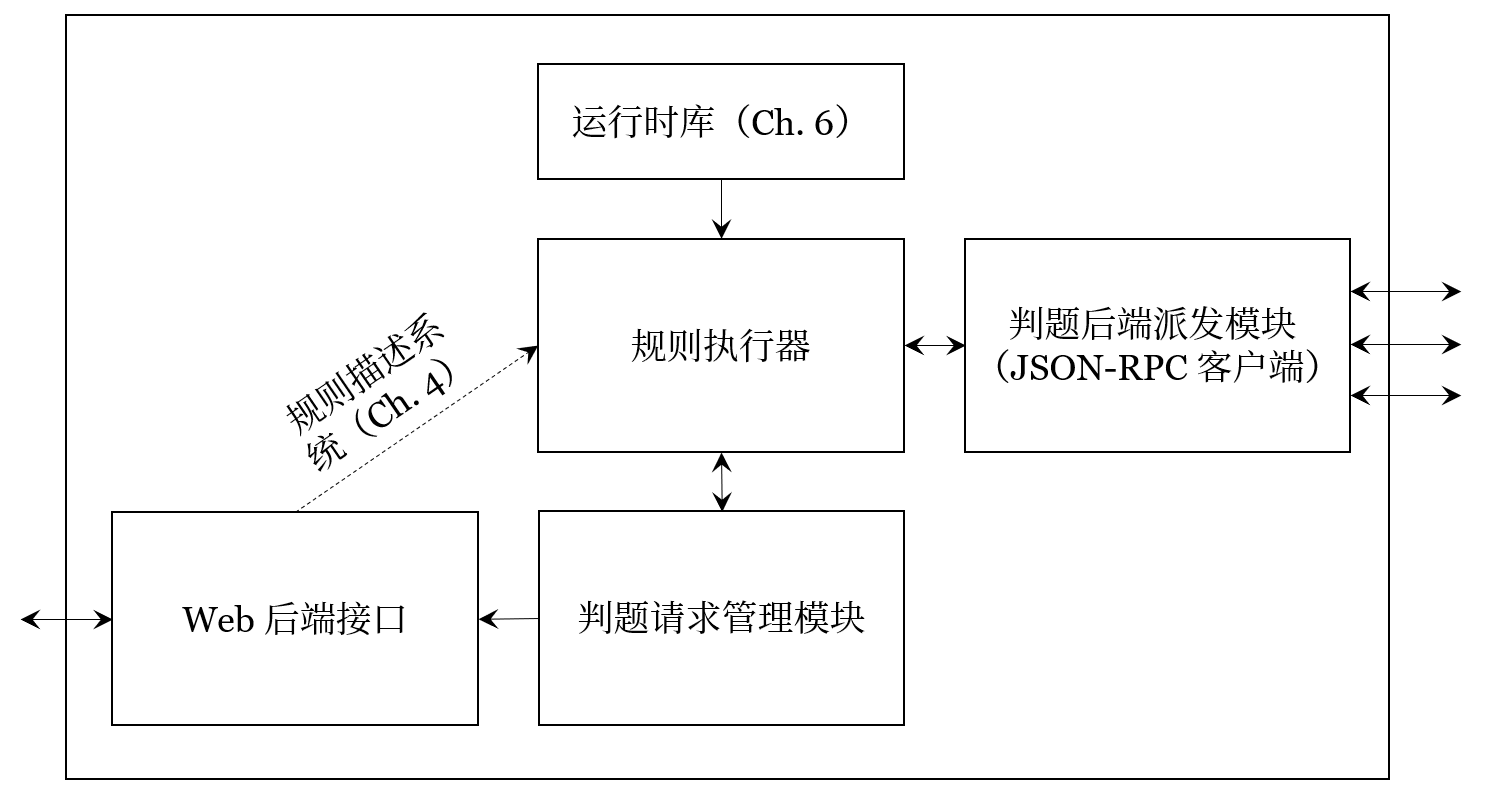 运行时库（Ch. 6）
规则执行器
判题后端派发模块
（JSON-RPC 客户端）
规则描述系
统（Ch. 4）
Web 后端接口
判题请求管理模块